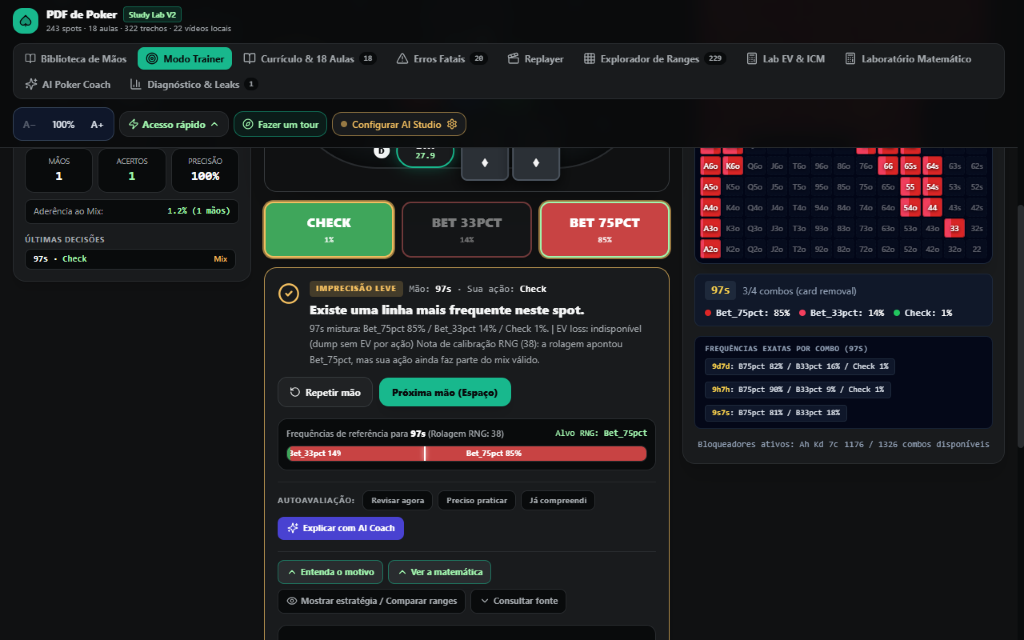 PDF de Poker Study Lab V2
243 spots · 18 aulas · 322 trechos · 22 vídeos locais
Biblioteca de Mãos Modo Trainer Currículo & 18 Aulas 18 Erros Fatais 20 Replayer Explorador de Ranges 229 Lab EV & ICM Laboratório Matemático
AI Poker Coach Diagnóstico & Leaks 1
A− 100% A+ Acesso rápido Fazer um tour Configurar AI Studio
MÃOS ACERTOS PRECISÃO
1 1 100%
Aderência ao Mix: 1.2% (1 mãos)
ÚLTIMAS DECISÕES
97s · Check Mix
27.9
CHECK BET 33PCT BET 75PCT
1% 14% 85%
IMPRECISÃO LEVE Mão: 97s · Sua ação: Check
Existe uma linha mais frequente neste spot.
97s mistura: Bet_75pct 85% / Bet_33pct 14% / Check 1%. | EV loss: indisponível
(dump sem EV por ação) Nota de calibração RNG (38): a rolagem apontou
Bet_75pct, mas sua ação ainda faz parte do mix válido.
Repetir mão Próxima mão (Espaço)
Frequências de referência para 97s (Rolagem RNG: 38) Alvo RNG: Bet_75pct
Bet_33pct 149 Bet_75pct 85%
AUTOAVALIAÇÃO: Revisar agora Preciso praticar Já compreendi
Explicar com AI Coach
Entenda o motivo Ver a matemática
Mostrar estratégia / Comparar ranges Consultar fonte
A6o K6o Q6o J6o T6o 96o 86o 76o 66 65s 64s 63s 62s
A5o K5o Q5o J5o T5o 95o 85o 75o 65o 55 54s 53s 52s
A4o K4o Q4o J4o T4o 94o 84o 74o 64o 54o 44 43s 42s
A3o K3o Q3o J3o T3o 93o 83o 73o 63o 53o 43o 33 32s
A2o K2o Q2o J2o T2o 92o 82o 72o 62o 52o 42o 32o 22
97s 3/4 combos (card removal)
Bet_75pct: 85% Bet_33pct: 14% Check: 1%
FREQUÊNCIAS EXATAS POR COMBO (97S)
9d7d: B75pct 82% / B33pct 16% / Check 1%
9h7h: B75pct 90% / B33pct 9% / Check 1%
9s7s: B75pct 81% / B33pct 18%
Bloqueadores ativos: Ah Kd 7c 1176 / 1326 combos disponíveis